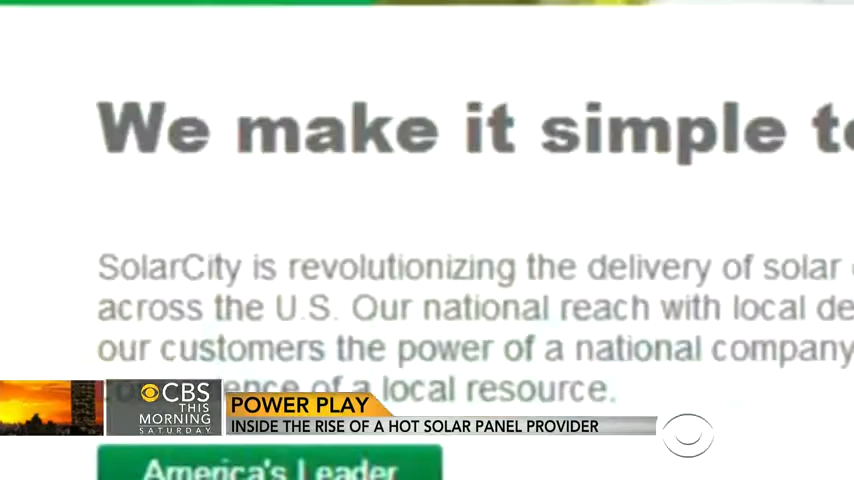 We make it simple
SolarCity is revolutionizing the delivery of solar
across the U.S. Our national reach with local
our customers the power of a national company
of a local resource.
CBS
THIS
MORNING
SATURDAY
POWER PLAY
INSIDE THE RISE OF A HOT SOLAR PANEL PROVIDER
America's Leader